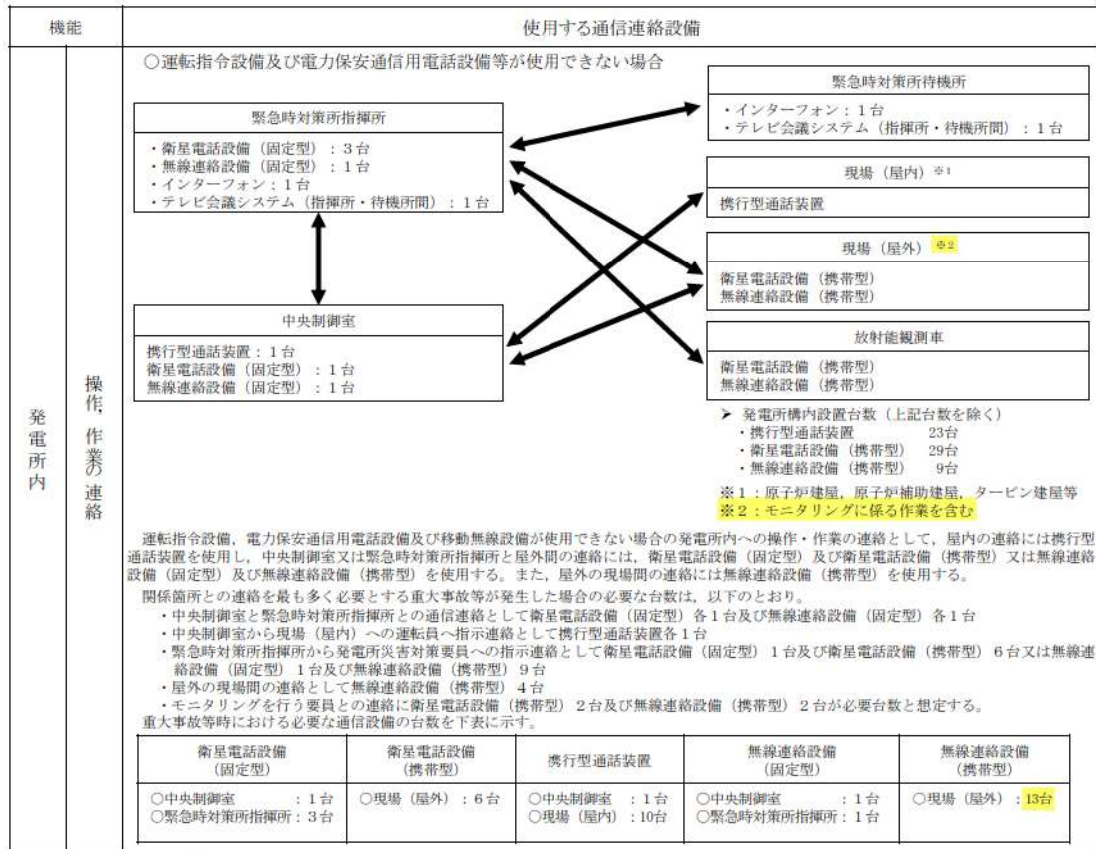 機能
使用する通信連絡設備
発電所内
操作，作業の連絡
○運転指令設備及び電力保安通信用電話設備等が使用できない場合
緊急時対策所指揮所
・衛星電話設備（固定型）：３台
・無線連絡設備（固定型）：１台
・インターフォン：１台
・テレビ会議システム（指揮所・待機所間）：１台
中央制御室
携行型通話装置：１台
衛星電話設備（固定型）：１台
無線連絡設備（固定型）：１台
緊急時対策所待機所
・インターフォン：１台
・テレビ会議システム（指揮所・待機所間）：１台
現場（屋内）※1
携行型通話装置
現場（屋外）※2
衛星電話設備（携帯型）
無線連絡設備（携帯型）
放射能観測車
衛星電話設備（携帯型）
無線連絡設備（携帯型）
➢ 発電所構内設置台数（上記台数を除く）
・携行型通話装置 23台
・衛星電話設備（携帯型） 29台
・無線連絡設備（携帯型） 9台
※１：原子炉建屋，原子炉補助建屋，タービン建屋等
※２：モニタリングに係る作業を含む
運転指令設備，電力保安通信用電話設備及び移動無線設備が使用できない場合の発電所内への操作・作業の連絡として，屋内の連絡には携行型
通話装置を使用し，中央制御室又は緊急時対策所指揮所と屋外間の連絡には，衛星電話設備（固定型）及び衛星電話設備（携帯型）又は無線連絡
設備（固定型）及び無線連絡設備（携帯型）を使用する。また，屋外の現場間の連絡には無線連絡設備（携帯型）を使用する。
関係箇所との連絡を最も多く必要とする重大事故等が発生した場合の必要な台数は，以下のとおり。
・中央制御室と緊急時対策所指揮所との通信連絡として衛星電話設備（固定型）各１台及び無線連絡設備（固定型）各１台
・中央制御室から現場（屋内）への運転員へ指示連絡として携行型通話装置各１台
・緊急時対策所指揮所から発電所災害対策要員への指示連絡として衛星電話設備（固定型）１台及び衛星電話設備（携帯型）６台又は無線連
絡設備（固定型）１台及び無線連絡設備（携帯型）９台
・屋外の現場間の連絡として無線連絡設備（携帯型）４台
・モニタリングを行う要員との連絡に衛星電話設備（携帯型）２台及び無線連絡設備（携帯型）２台が必要台数と想定する。
重大事故等時における必要な通信設備の台数を下表に示す。
衛星電話設備
（固定型）
衛星電話設備
（携帯型）
携行型通話装置
無線連絡設備
（固定型）
無線連絡設備
（携帯型）
○中央制御室 ：１台
○緊急時対策所指揮所：３台
○現場（屋外）：６台
○中央制御室 ：１台
○現場（屋内）：10台
○中央制御室 ：１台
○緊急時対策所指揮所：１台
○現場（屋外）：13台